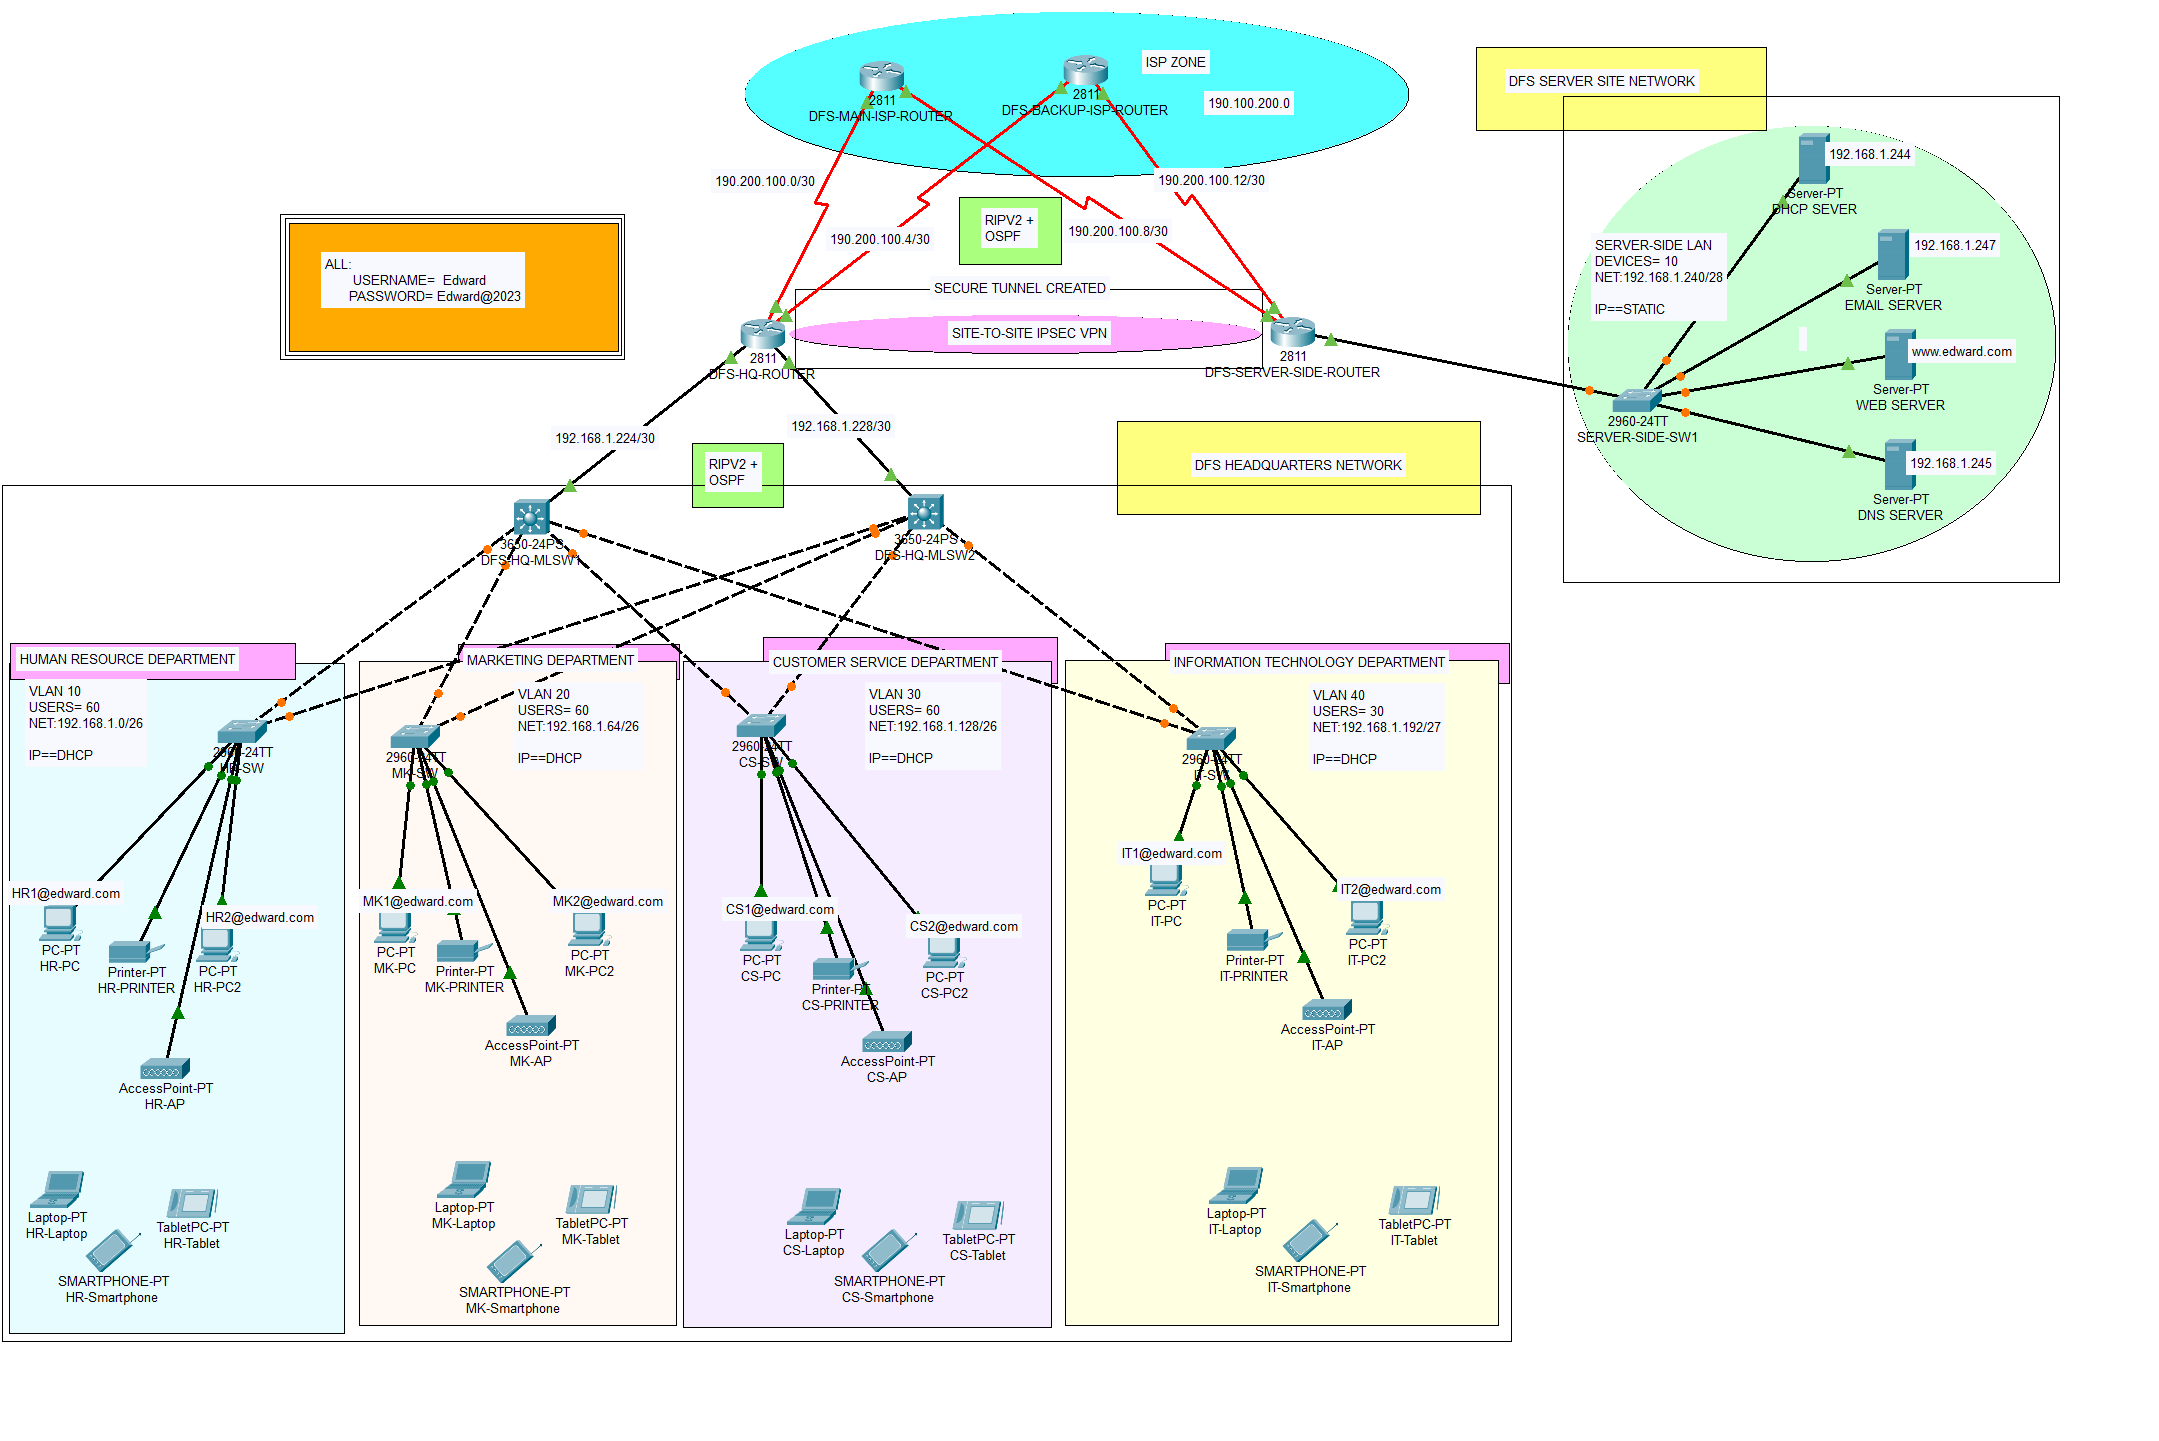 ISP ZONE
190.100.200.0
2811
DFS-MAIN-ISP-ROUTER
2811
DFS-BACKUP-ISP-ROUTER
DFS SERVER SITE NETWORK
190.200.100.0/30
190.200.100.12/30
190.200.100.4/30
190.200.100.8/30
RIPV2 +
OSPF
ALL:
USERNAME= Edward
PASSWORD= Edward@2023
SECURE TUNNEL CREATED
SITE-TO-SITE IPSEC VPN
2811
DFS-HQ-ROUTER
2811
DFS-SERVER-SIDE-ROUTER
192.168.1.244
Server-PT
DHCP SEVER
SERVER-SIDE LAN
DEVICES= 10
NET:192.168.1.240/28
IP==STATIC
192.168.1.247
Server-PT
EMAIL SERVER
www.edward.com
Server-PT
WEB SERVER
2960-24TT
SERVER-SIDE-SW1
192.168.1.245
Server-PT
DNS SERVER
192.168.1.224/30
192.168.1.228/30
RIPV2 +
OSPF
DFS HEADQUARTERS NETWORK
3650-24PS
DFS-HQ-MLSW1
3650-24PS
DFS-HQ-MLSW2
HUMAN RESOURCE DEPARTMENT
VLAN 10
USERS= 60
NET:192.168.1.0/26
IP==DHCP
2960-24TT
HR-SW
HR1@edward.com
PC-PT
HR-PC
Printer-PT
HR-PRINTER
HR2@edward.com
PC-PT
HR-PC2
AccessPoint-PT
HR-AP
Laptop-PT
HR-Laptop
TabletPC-PT
HR-Tablet
SMARTPHONE-PT
HR-Smartphone
MARKETING DEPARTMENT
VLAN 20
USERS= 60
NET:192.168.1.64/26
IP==DHCP
2960-24TT
MK-SW
MK1@edward.com
PC-PT
MK-PC
Printer-PT
MK-PRINTER
MK2@edward.com
PC-PT
MK-PC2
AccessPoint-PT
MK-AP
Laptop-PT
MK-Laptop
TabletPC-PT
MK-Tablet
SMARTPHONE-PT
MK-Smartphone
CUSTOMER SERVICE DEPARTMENT
VLAN 30
USERS= 60
NET:192.168.1.128/26
IP==DHCP
2960-24TT
CS-SW
CS1@edward.com
PC-PT
CS-PC
Printer-PT
CS-PRINTER
CS2@edward.com
PC-PT
CS-PC2
AccessPoint-PT
CS-AP
Laptop-PT
CS-Laptop
TabletPC-PT
CS-Tablet
SMARTPHONE-PT
CS-Smartphone
INFORMATION TECHNOLOGY DEPARTMENT
VLAN 40
USERS= 30
NET:192.168.1.192/27
IP==DHCP
2960-24TT
IT-SW
IT1@edward.com
PC-PT
IT-PC
Printer-PT
IT-PRINTER
IT2@edward.com
PC-PT
IT-PC2
AccessPoint-PT
IT-AP
Laptop-PT
IT-Laptop
TabletPC-PT
IT-Tablet
SMARTPHONE-PT
IT-Smartphone